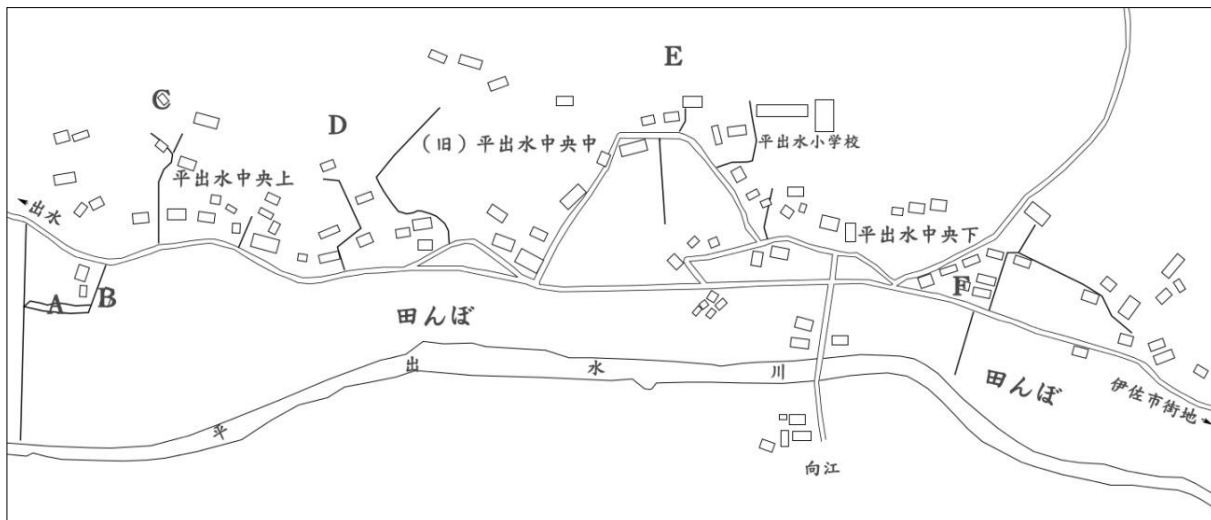 E
C
D
（旧）平出水中央中
平出水小学校
平出水中央上
出水
平出水中央下
A
B
F
田んぼ
出
水
川
田んぼ
伊佐市街地
平
向江